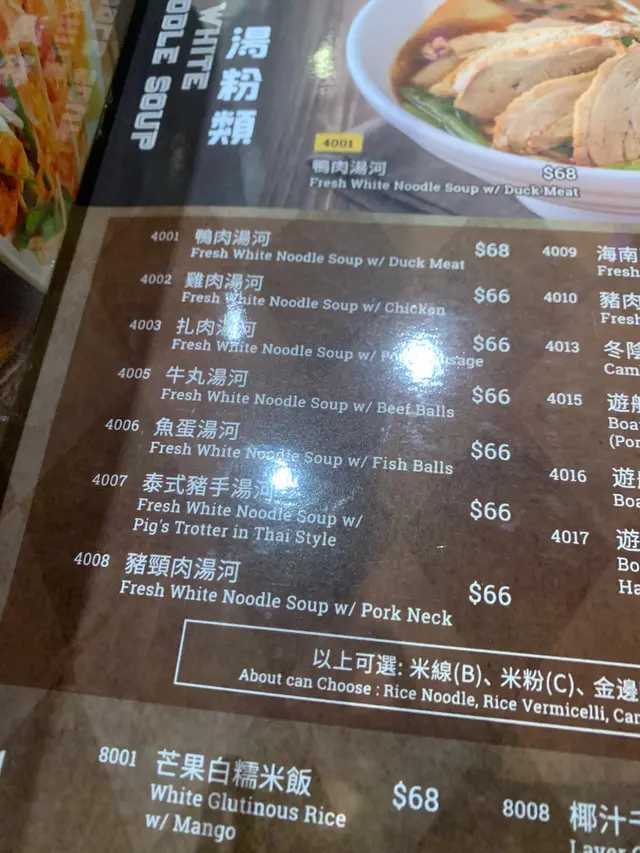 湯粉類
WHITE
NOODLE SOUP
4001
鴨肉湯河
$68
Fresh White Noodle Soup w/ Duck Meat
4001 鴨肉湯河
Fresh White Noodle Soup w/ Duck Meat $68
4002 雞肉湯河
Fresh White Noodle Soup w/ Chicken $66
4003 扎肉湯河
Fresh White Noodle Soup w/ Pork Sausage $66
4005 牛丸湯河
Fresh White Noodle Soup w/ Beef Balls $66
4006 魚蛋湯河
Fresh White Noodle Soup w/ Fish Balls $66
4007 泰式豬手湯河
Fresh White Noodle Soup w/ $66
Pig's Trotter in Thai Style
4008 豬頸肉湯河
Fresh White Noodle Soup w/ Pork Neck $66
4009 海南
Fresh
4010 豬肉
Fresh
4013 冬陰
4015 遊船
(Por
4016 遊船
4017 遊
以上可選: 米線(B)、米粉(C)、金邊
About can Choose : Rice Noodle, Rice Vermicelli,
8001 芒果白糯米飯
White Glutinous Rice $68
w/ Mango
8008 椰汁千
Layer